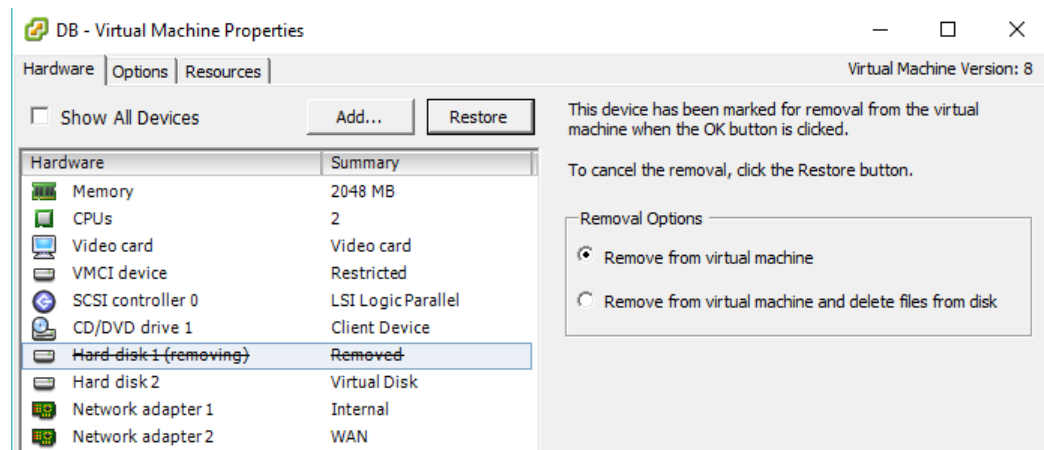 DB - Virtual Machine Properties
Hardware Options Resources Virtual Machine Version: 8
Show All Devices Add... Restore
Hardware Summary
Memory 2048 MB
CPUs 2
Video card Video card
VMCI device Restricted
SCSI controller 0 LSI Logic Parallel
CD/DVD drive 1 Client Device
Hard disk 1 (removing) Removed
Hard disk 2 Virtual Disk
Network adapter 1 Internal
Network adapter 2 WAN
This device has been marked for removal from the virtual
machine when the OK button is clicked.
To cancel the removal, click the Restore button.
Removal Options
Remove from virtual machine
Remove from virtual machine and delete files from disk